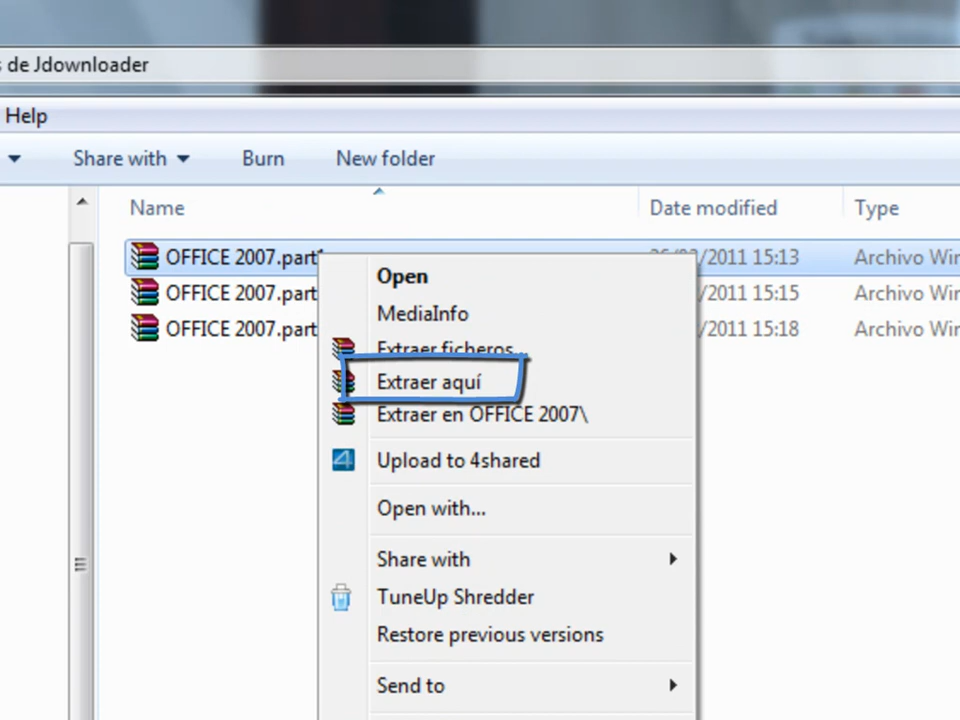 s de Jdownloader
Help
Share with Burn New folder
Name Date modified Type
OFFICE 2007.part1 2011 15:13 Archivo Win
OFFICE 2007.part /2011 15:15 Archivo Win
OFFICE 2007.part /2011 15:18 Archivo Win
Open
MediaInfo
Extraer ficheros...
Extraer aquí
Extraer en OFFICE 2007\
Upload to 4shared
Open with...
Share with
TuneUp Shredder
Restore previous versions
Send to